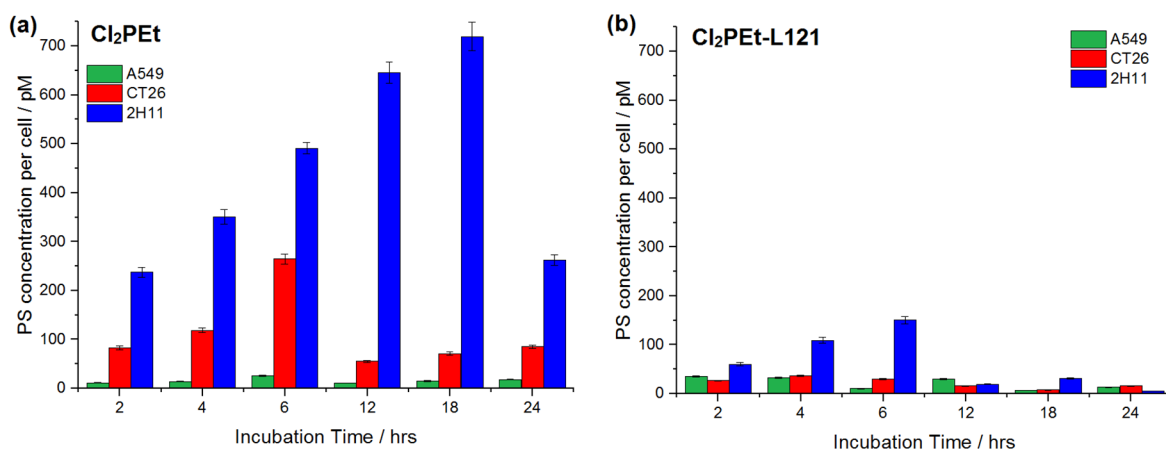 (a)
Cl₂PEt
A549
CT26
2H11
PS concentration per cell / pM
700
600
500
400
300
200
100
0
2 4 6 12 18 24
Incubation Time / hrs
(b)
Cl₂PEt-L121
A549
CT26
2H11
PS concentration per cell / pM
700
600
500
400
300
200
100
0
2 4 6 12 18 24
Incubation Time / hrs